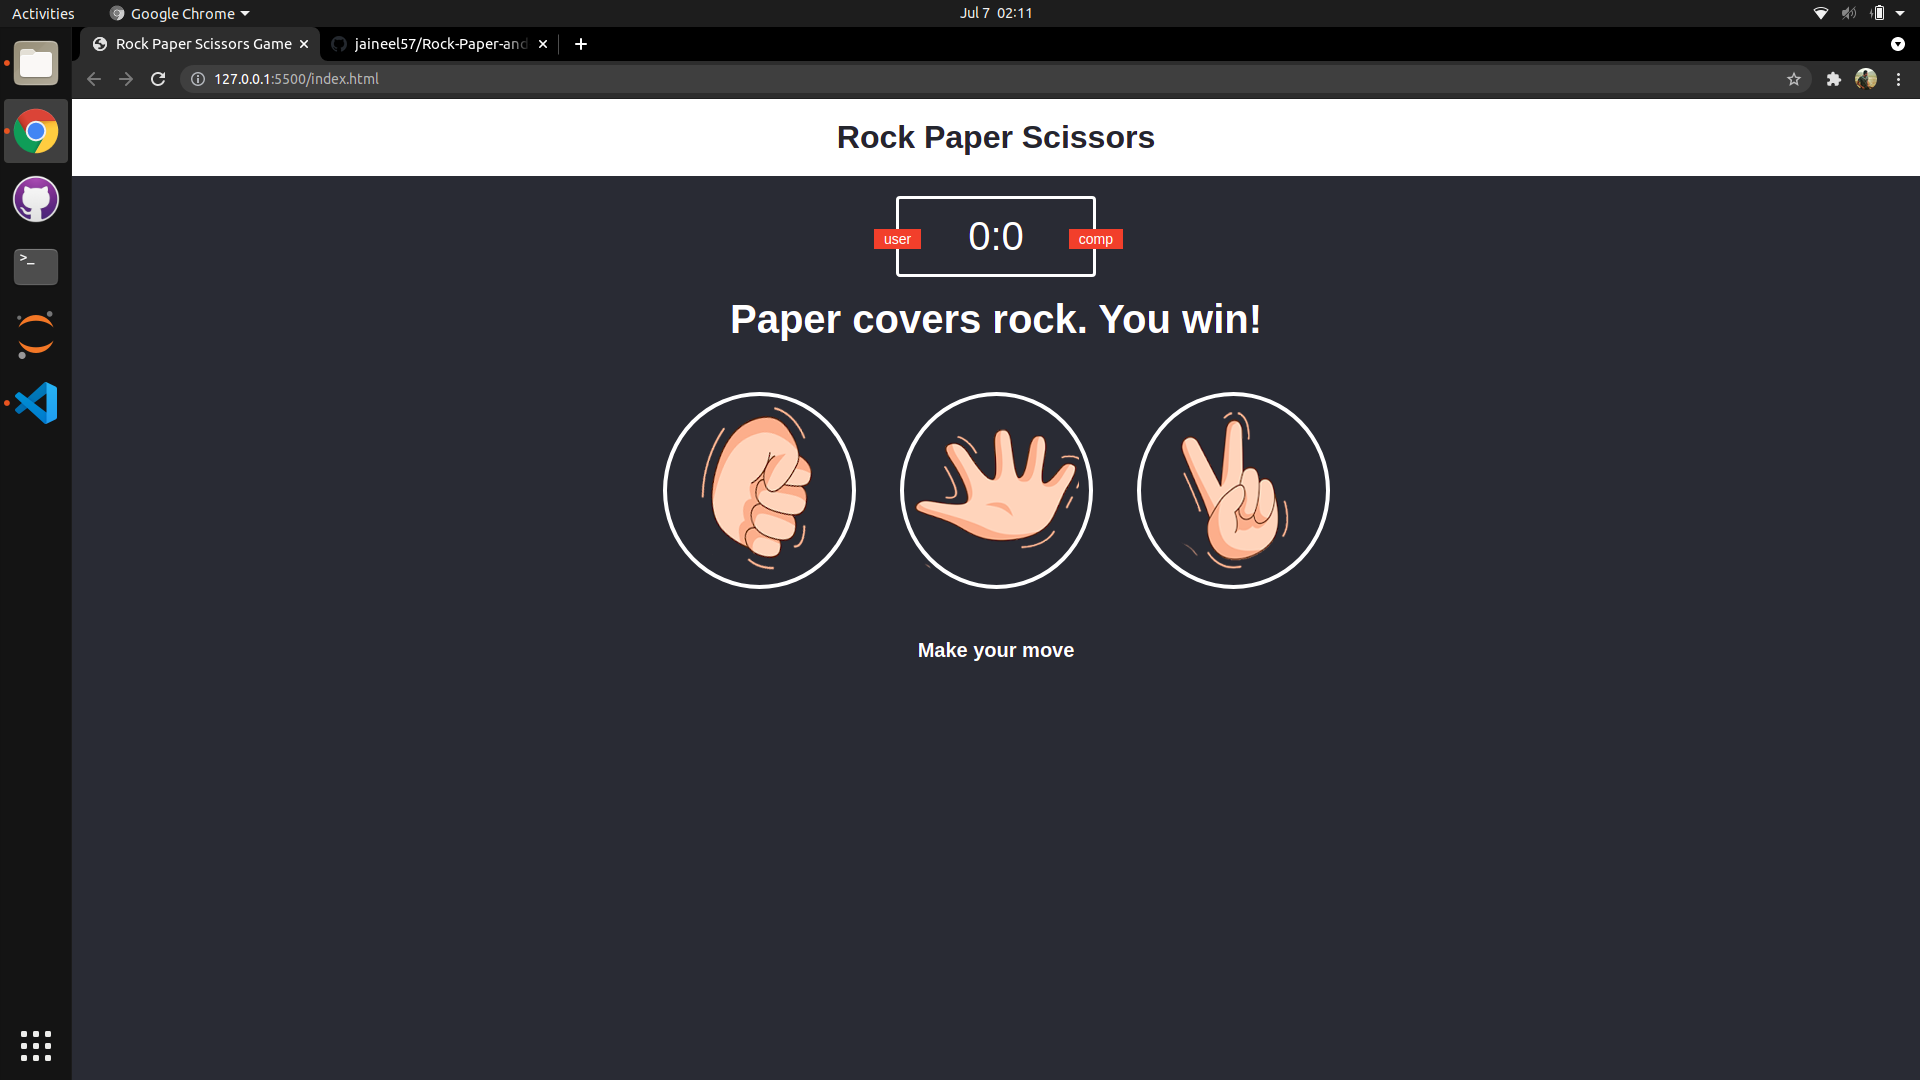 Activities
Google Chrome
Jul 7 02:11
Rock Paper Scissors Game
jaineel57/Rock-Paper-and
127.0.0.1:5500/index.html
Rock Paper Scissors
user
0:0
comp
Paper covers rock. You win!
Make your move
>_